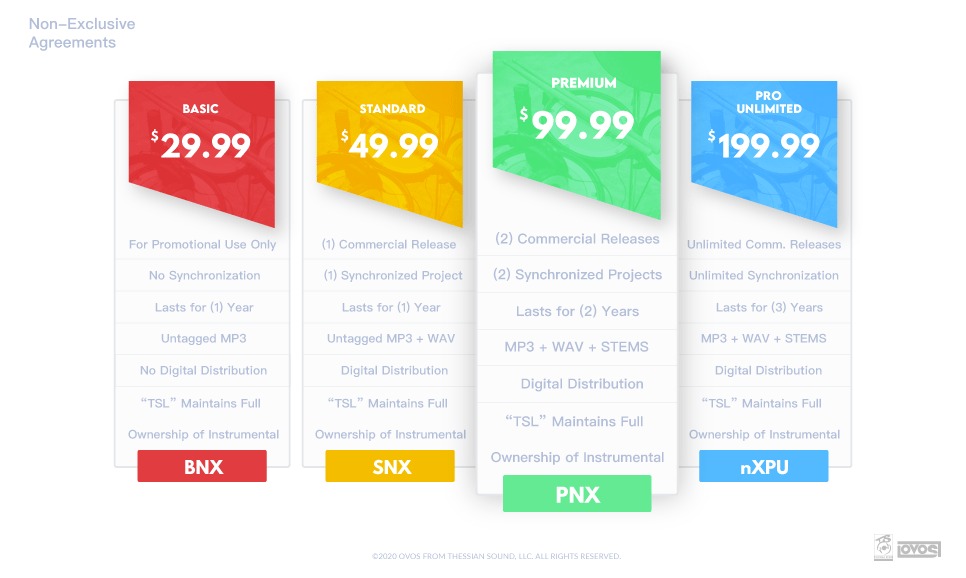 Non-Exclusive
Agreements
BASIC
$29.99
For Promotional Use Only
No Synchronization
Lasts for (1) Year
Untagged MP3
No Digital Distribution
“TSL” Maintains Full
Ownership of Instrumental
BNX
STANDARD
$49.99
(1) Commercial Release
(1) Synchronized Project
Lasts for (1) Year
Untagged MP3 + WAV
Digital Distribution
“TSL” Maintains Full
Ownership of Instrumental
SNX
PREMIUM
$99.99
(2) Commercial Releases
(2) Synchronized Projects
Lasts for (2) Years
MP3 + WAV + STEMS
Digital Distribution
“TSL” Maintains Full
Ownership of Instrumental
PNX
PRO
UNLIMITED
$199.99
Unlimited Comm. Releases
Unlimited Synchronization
Lasts for (3) Years
MP3 + WAV + STEMS
Digital Distribution
“TSL” Maintains Full
Ownership of Instrumental
nXPU
©2020 OVOS FROM THESSIAN SOUND, LLC. ALL RIGHTS RESERVED.
OVOS